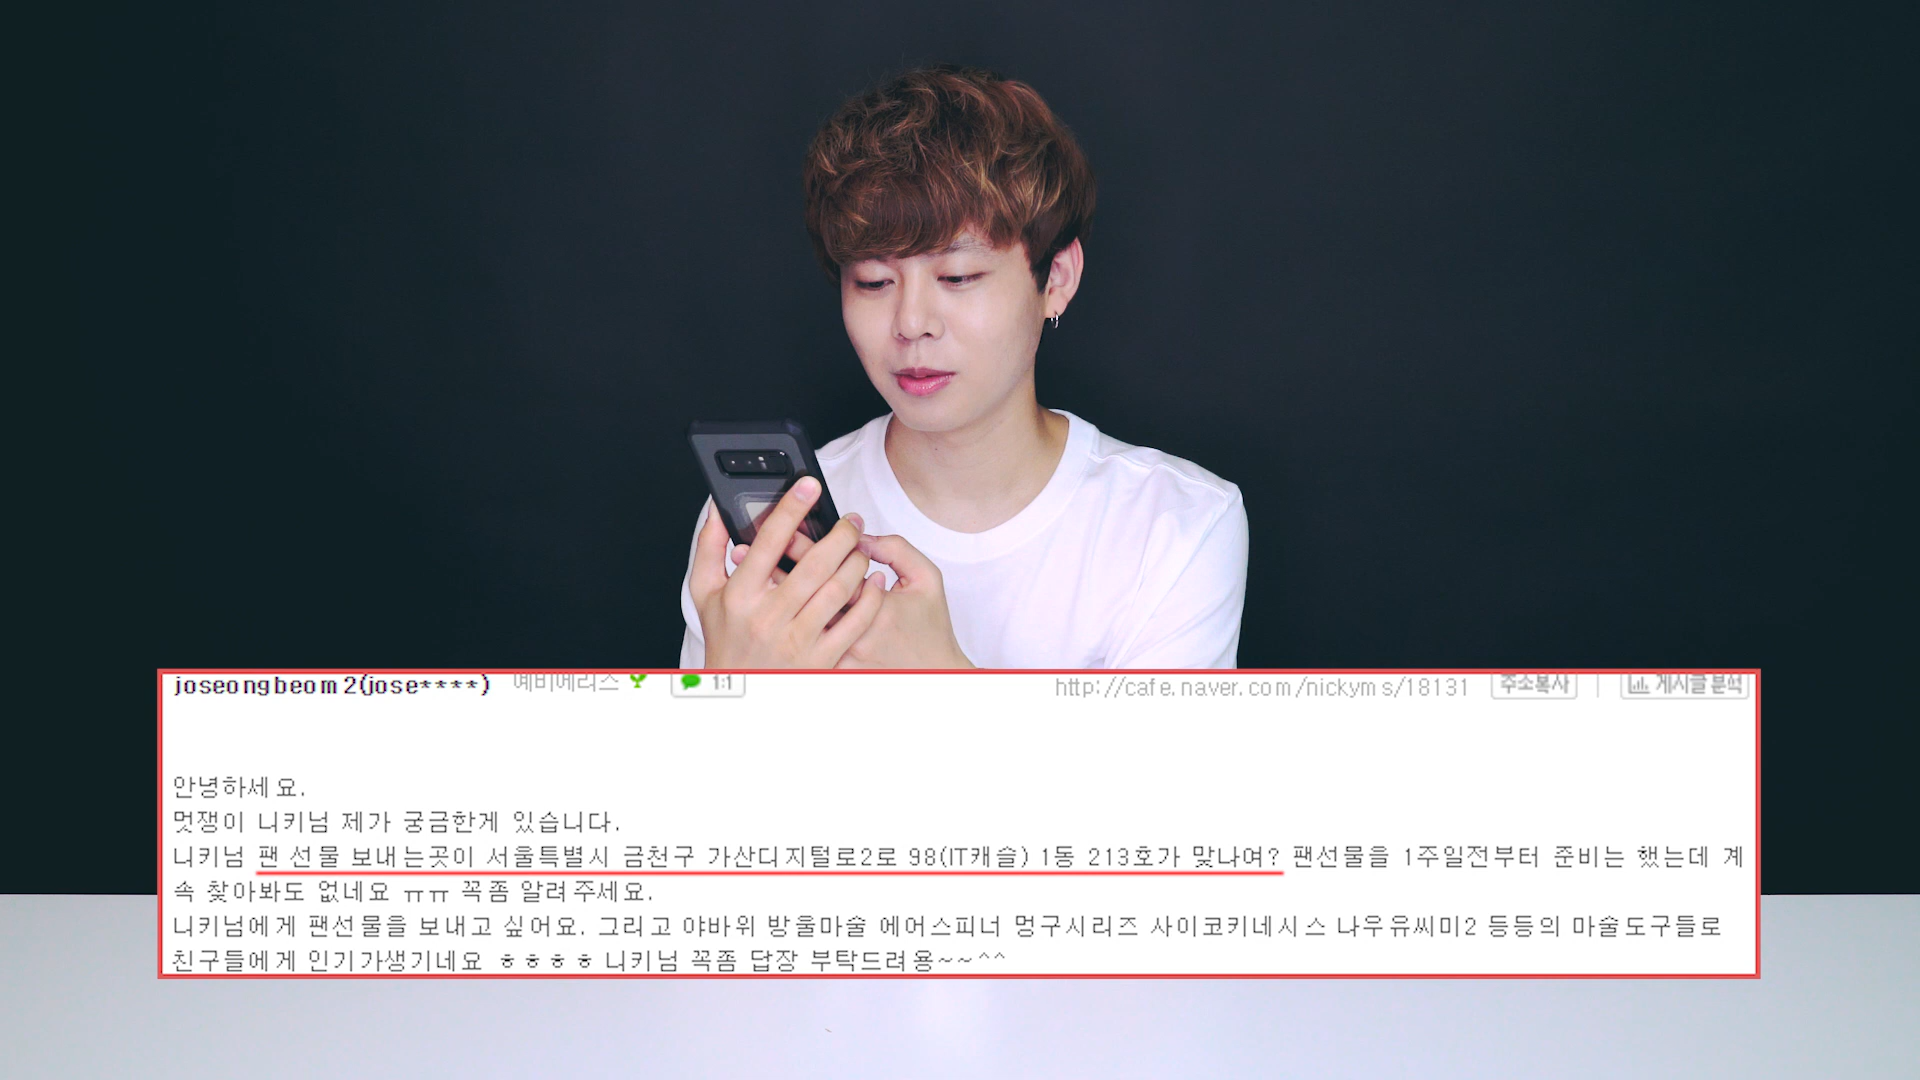 joseongbeom2(jose****) 예비에리스 1:1 http://cafe.naver.com/nickyms/18131 주소복사 | 게시글 분석
안녕하세요.
멋쟁이 니키넘 제가 궁금한게 있습니다.
니키넘 팬 선물 보내는곳이 서울특별시 금천구 가산디지털로2로 98(IT캐슬) 1동 213호가 맞나여? 팬선물을 1주일전부터 준비는 했는데 계
속 찾아봐도 없네요 ㅠㅠ 꼭좀 알려주세요.
니키넘에게 팬선물을 보내고 싶어요. 그리고 야바위 방울마술 에어스피너 멍구시리즈 사이코키네시스 나우유씨미2 등등의 마술도구들로
친구들에게 인기가생기네요 ㅎㅎㅎㅎ 니키넘 꼭좀 답장 부탁드려용~~^^